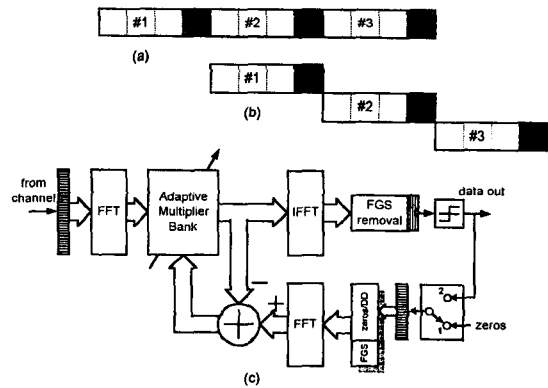 #1 #2 #3
(a)
#1
(b)
#2
#3
from
channel
FFT
Adaptive
Multiplier
Bank
IFFT
FGS
removal
data out
−
+
+
FFT
zeros/DD
FGS
2
1
zeros
(c)